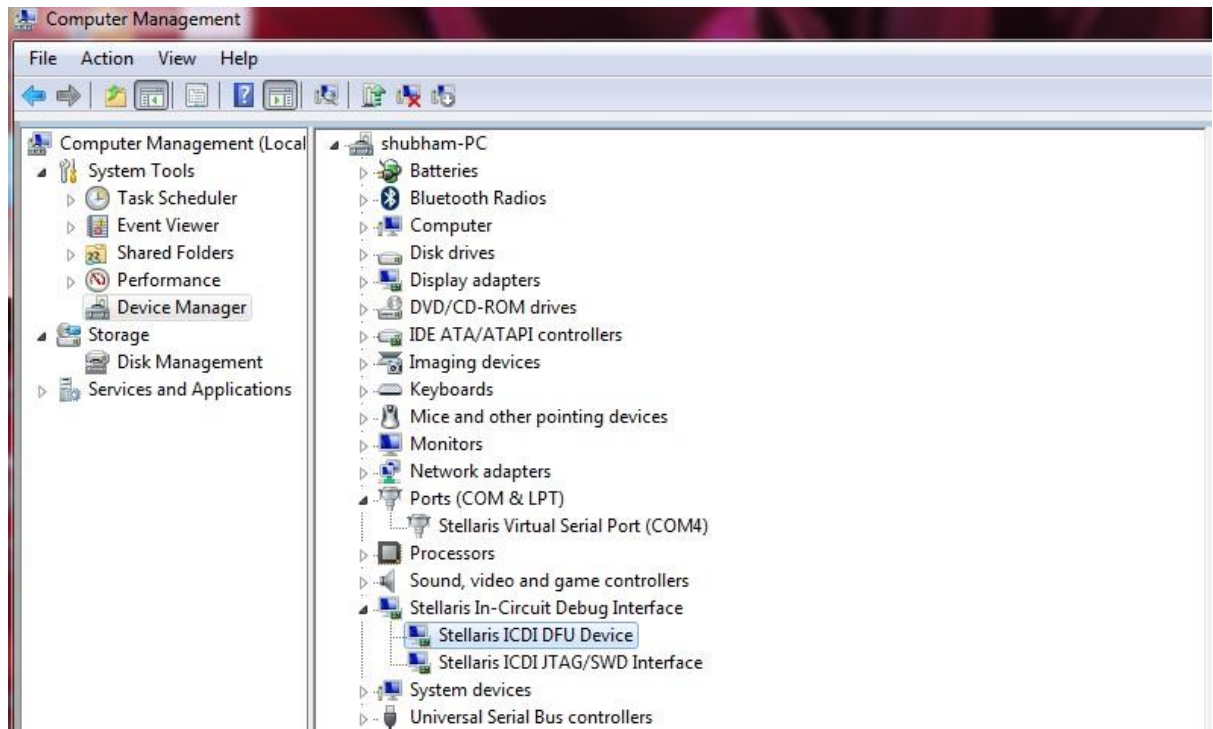 Computer Management
File Action View Help
Computer Management (Local
System Tools
Task Scheduler
Event Viewer
Shared Folders
Performance
Device Manager
Storage
Disk Management
Services and Applications
shubham-PC
Batteries
Bluetooth Radios
Computer
Disk drives
Display adapters
DVD/CD-ROM drives
IDE ATA/ATAPI controllers
Imaging devices
Keyboards
Mice and other pointing devices
Monitors
Network adapters
Ports (COM & LPT)
Stellaris Virtual Serial Port (COM4)
Processors
Sound, video and game controllers
Stellaris In-Circuit Debug Interface
Stellaris ICDI DFU Device
Stellaris ICDI JTAG/SWD Interface
System devices
Universal Serial Bus controllers